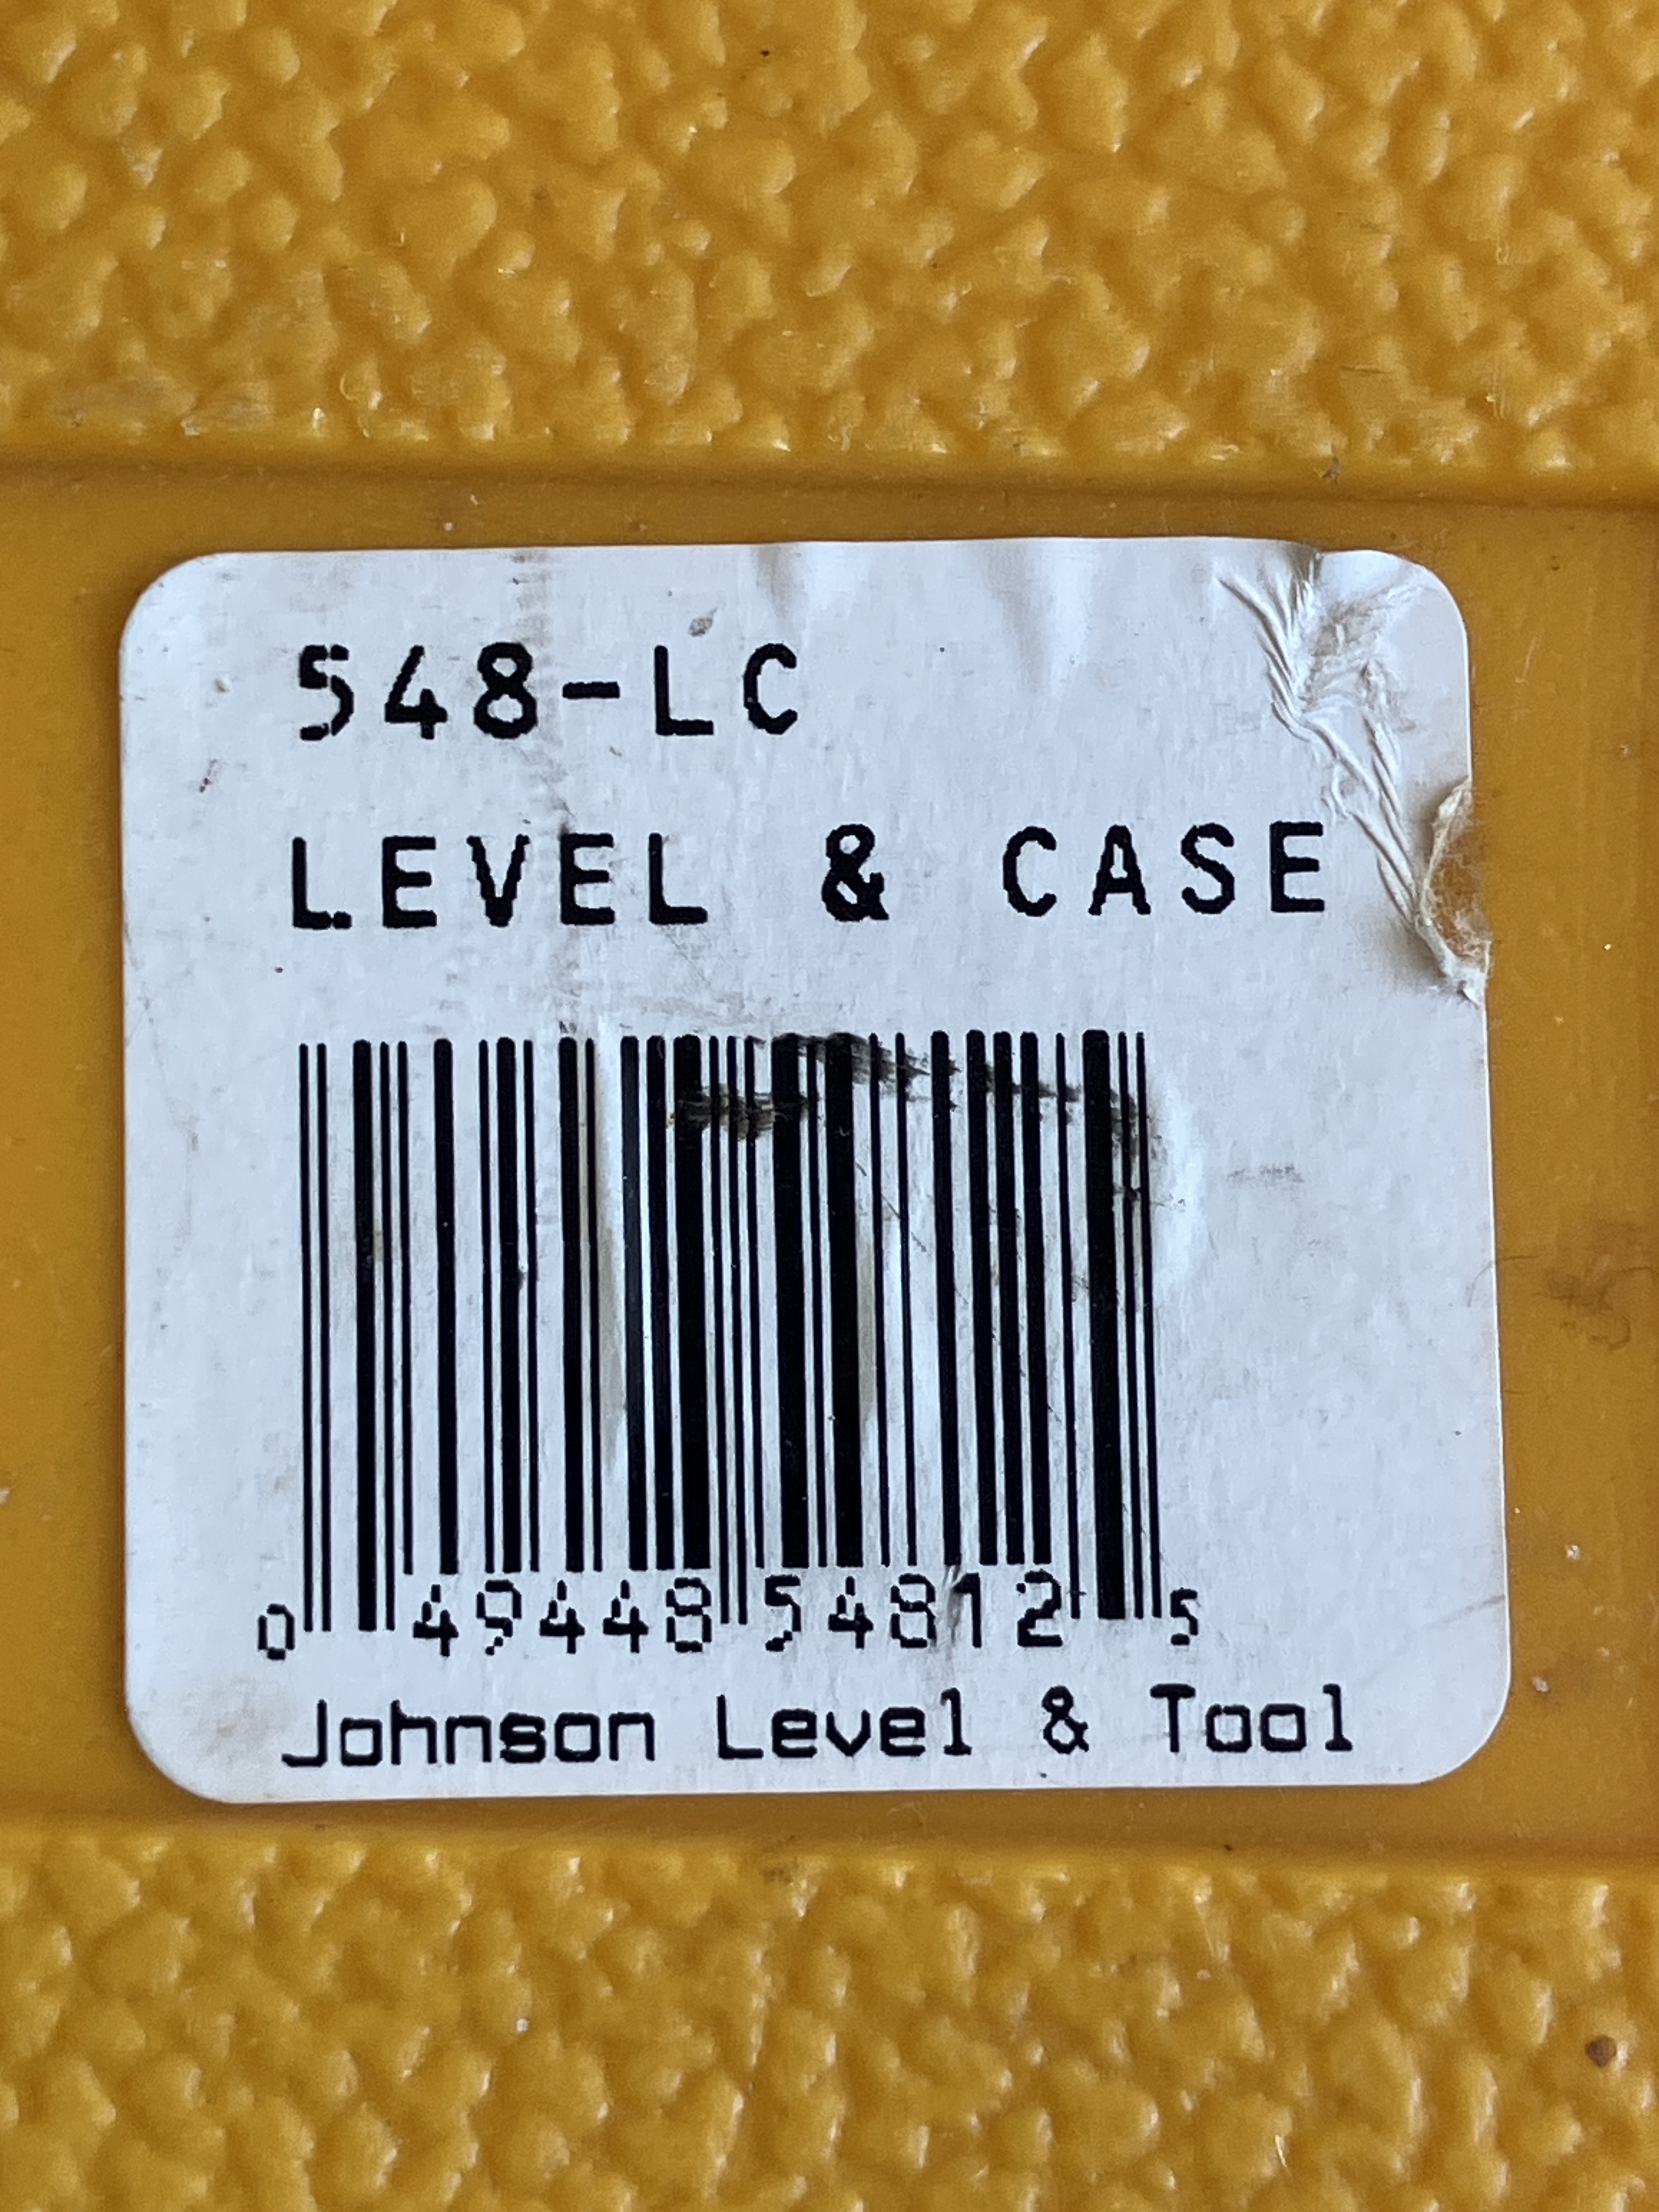 548-LC
LEVEL & CASE
0 49448 54812 5
Johnson Level & Tool